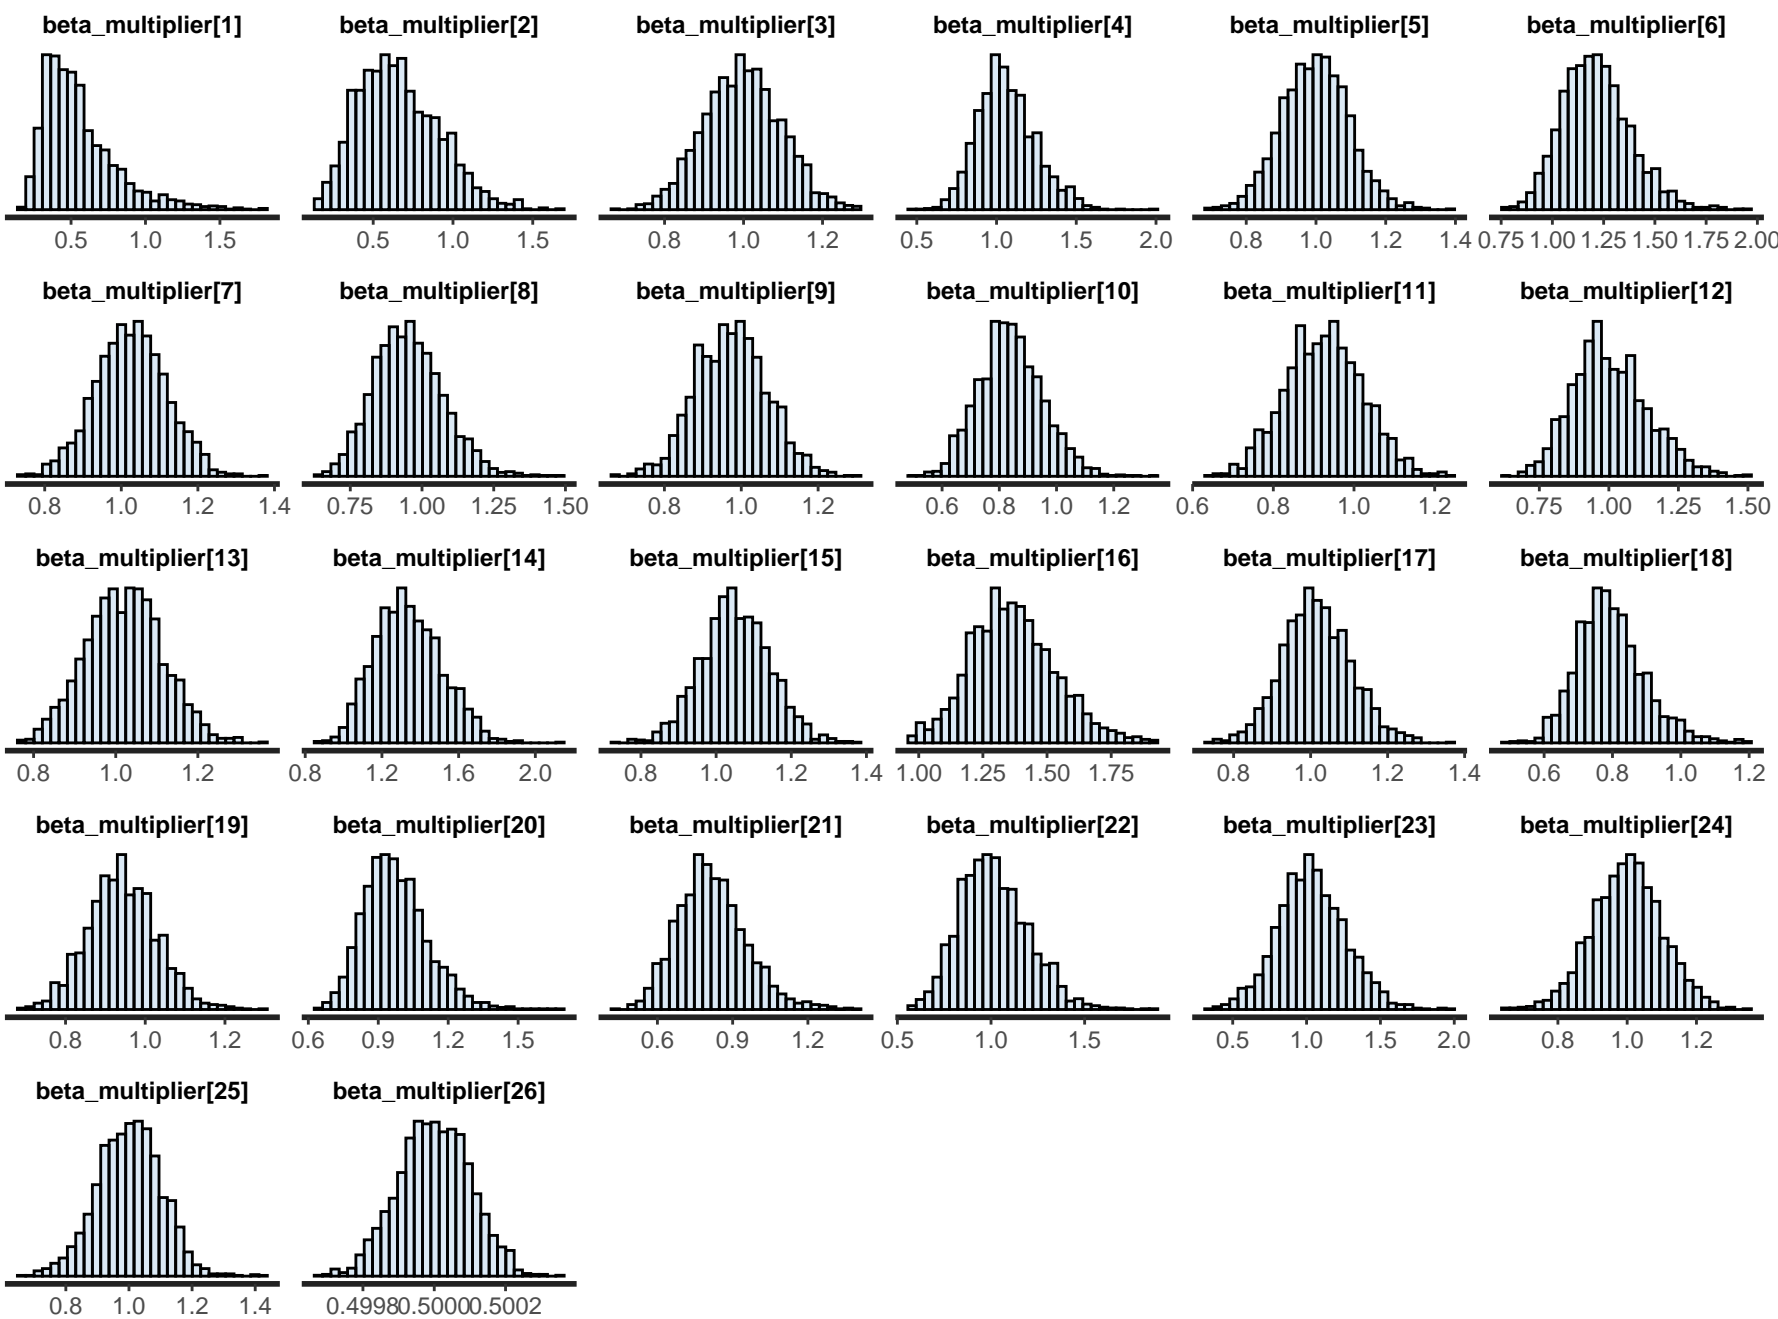 beta_multiplier[1] beta_multiplier[2] beta_multiplier[3] beta_multiplier[4] beta_multiplier[5] beta_multiplier[6]
0.5 1.0 1.5 0.5 1.0 1.5 0.8 1.0 1.2 0.5 1.0 1.5 2.0 0.8 1.0 1.2 1.4 0.75 1.00 1.25 1.50 1.75 2.00
beta_multiplier[7] beta_multiplier[8] beta_multiplier[9] beta_multiplier[10] beta_multiplier[11] beta_multiplier[12]
0.8 1.0 1.2 1.4 0.75 1.00 1.25 1.50 0.8 1.0 1.2 0.6 0.8 1.0 1.2 0.6 0.8 1.0 1.2 0.75 1.00 1.25 1.50
beta_multiplier[13] beta_multiplier[14] beta_multiplier[15] beta_multiplier[16] beta_multiplier[17] beta_multiplier[18]
0.8 1.0 1.2 0.8 1.2 1.6 2.0 0.8 1.0 1.2 1.4 1.00 1.25 1.50 1.75 0.8 1.0 1.2 1.4 0.6 0.8 1.0 1.2
beta_multiplier[19] beta_multiplier[20] beta_multiplier[21] beta_multiplier[22] beta_multiplier[23] beta_multiplier[24]
0.8 1.0 1.2 0.6 0.9 1.2 1.5 0.6 0.9 1.2 0.5 1.0 1.5 0.5 1.0 1.5 2.0 0.8 1.0 1.2
beta_multiplier[25] beta_multiplier[26]
0.8 1.0 1.2 1.4 0.4998 0.5000 0.5002